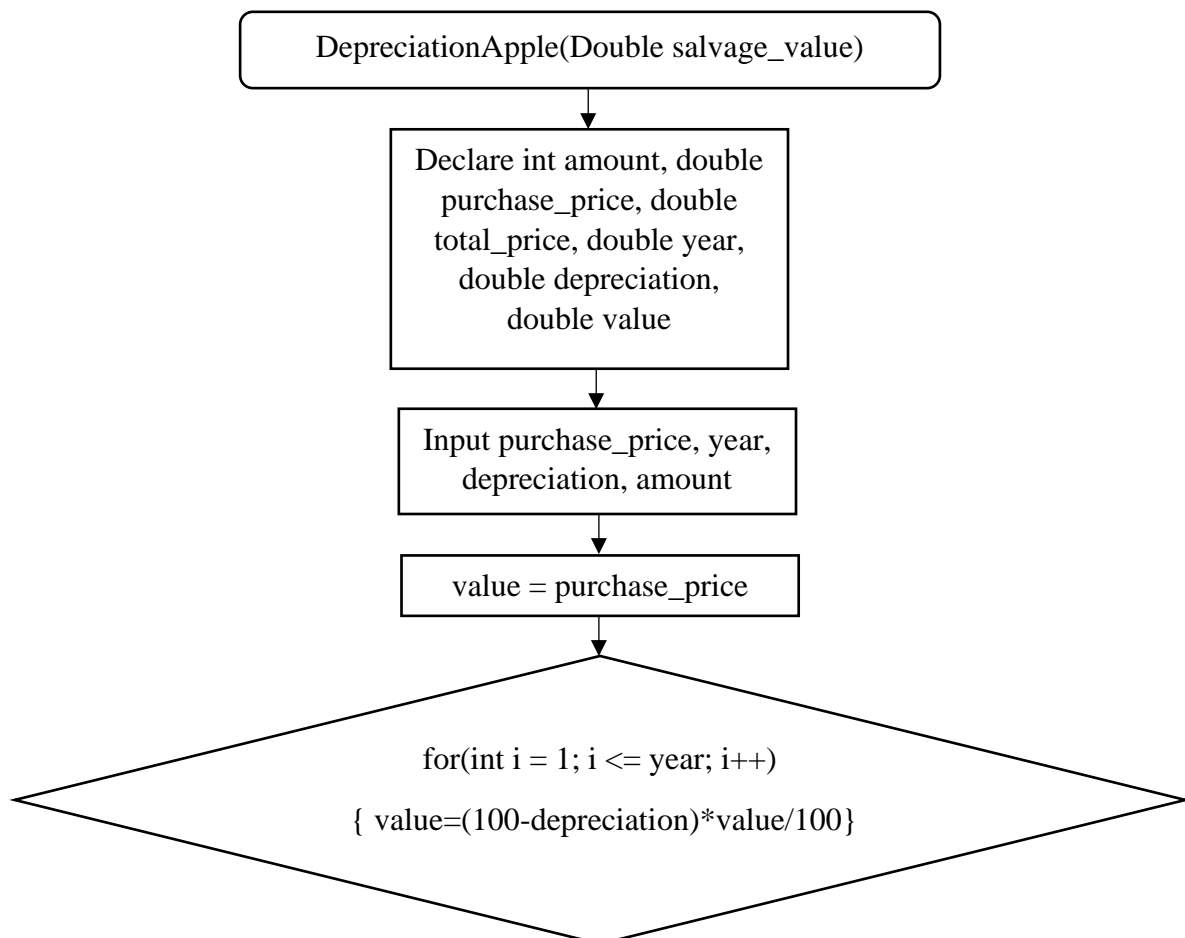 DepreciationApple(Double salvage_value)
Declare int amount, double
purchase_price, double
total_price, double year,
double depreciation,
double value
Input purchase_price, year,
depreciation, amount
value = purchase_price
for(int i = 1; i <= year; i++)
{ value=(100-depreciation)*value/100}